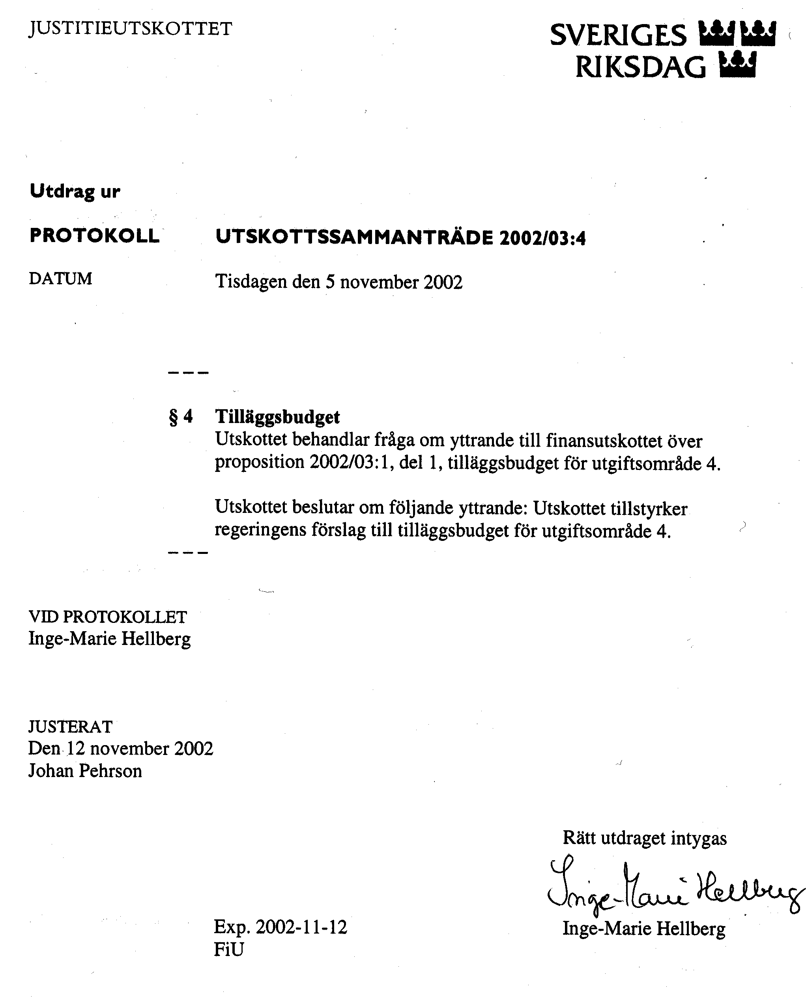 JUSTITIEUTSKOTTET
SVERIGES
RIKSDAG
Utdrag ur
PROTOKOLL UTSKOTTSSAMMANTRÄDE 2002/03:4
DATUM Tisdagen den 5 november 2002
– – –
§ 4 Tilläggsbudget
Utskottet behandlar fråga om yttrande till finansutskottet över
proposition 2002/03:1, del 1, tilläggsbudget för utgiftsområde 4.
Utskottet beslutar om följande yttrande: Utskottet tillstyrker
regeringens förslag till tilläggsbudget för utgiftsområde 4.
– – –
VID PROTOKOLLET
Inge-Marie Hellberg
JUSTERAT
Den 12 november 2002
Johan Pehrson
Rätt utdraget intygas
Inge-Marie Hellberg
Inge-Marie Hellberg
Exp. 2002-11-12
FiU